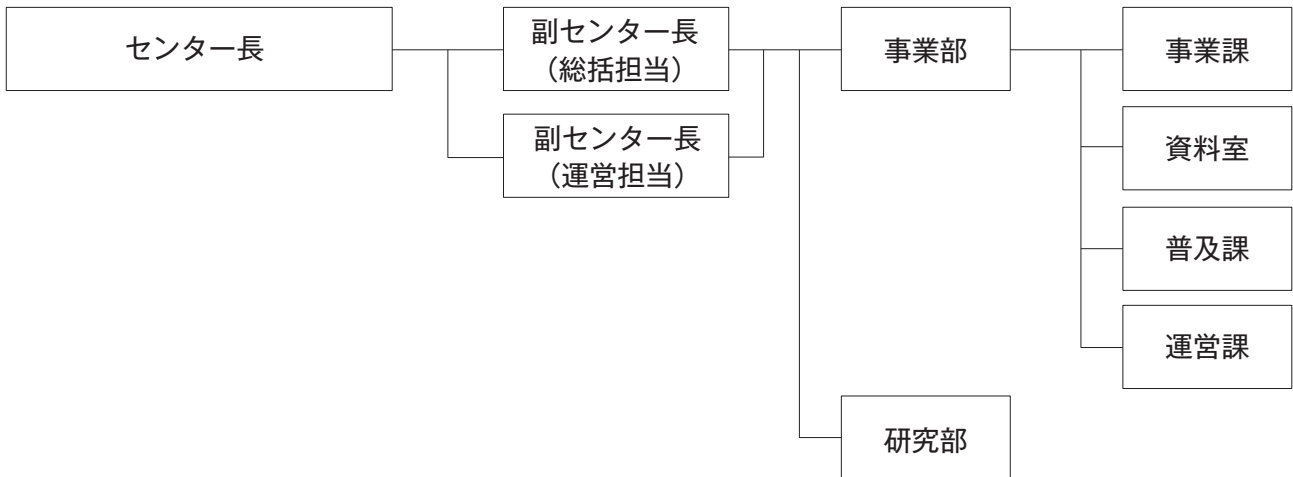 センター長
副センター長
（総括担当）
副センター長
（運営担当）
事業部
事業課
資料室
普及課
運営課
研究部